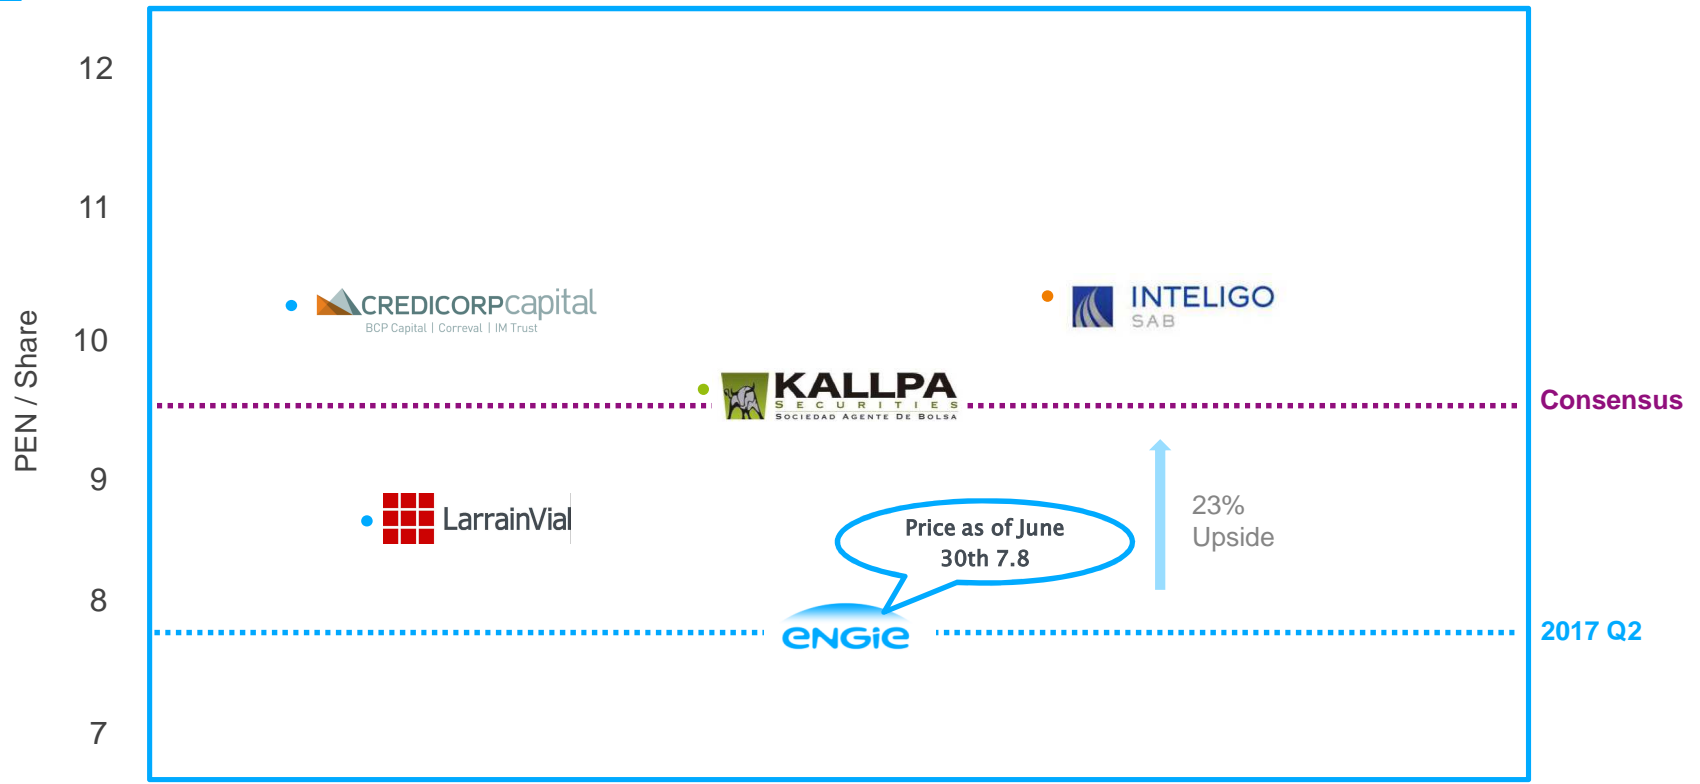 12
11
CREDICORPcapital
BCP Capital | Correval | IM Trust
INTELIGO
SAB
10
PEN / Share
KALLPA
SECURITIES
SOCIEDAD AGENTE DE BOLSA
Consensus
9
LarrainVial
23%
Upside
Price as of June
30th 7.8
8
ENGiE
2017 Q2
7